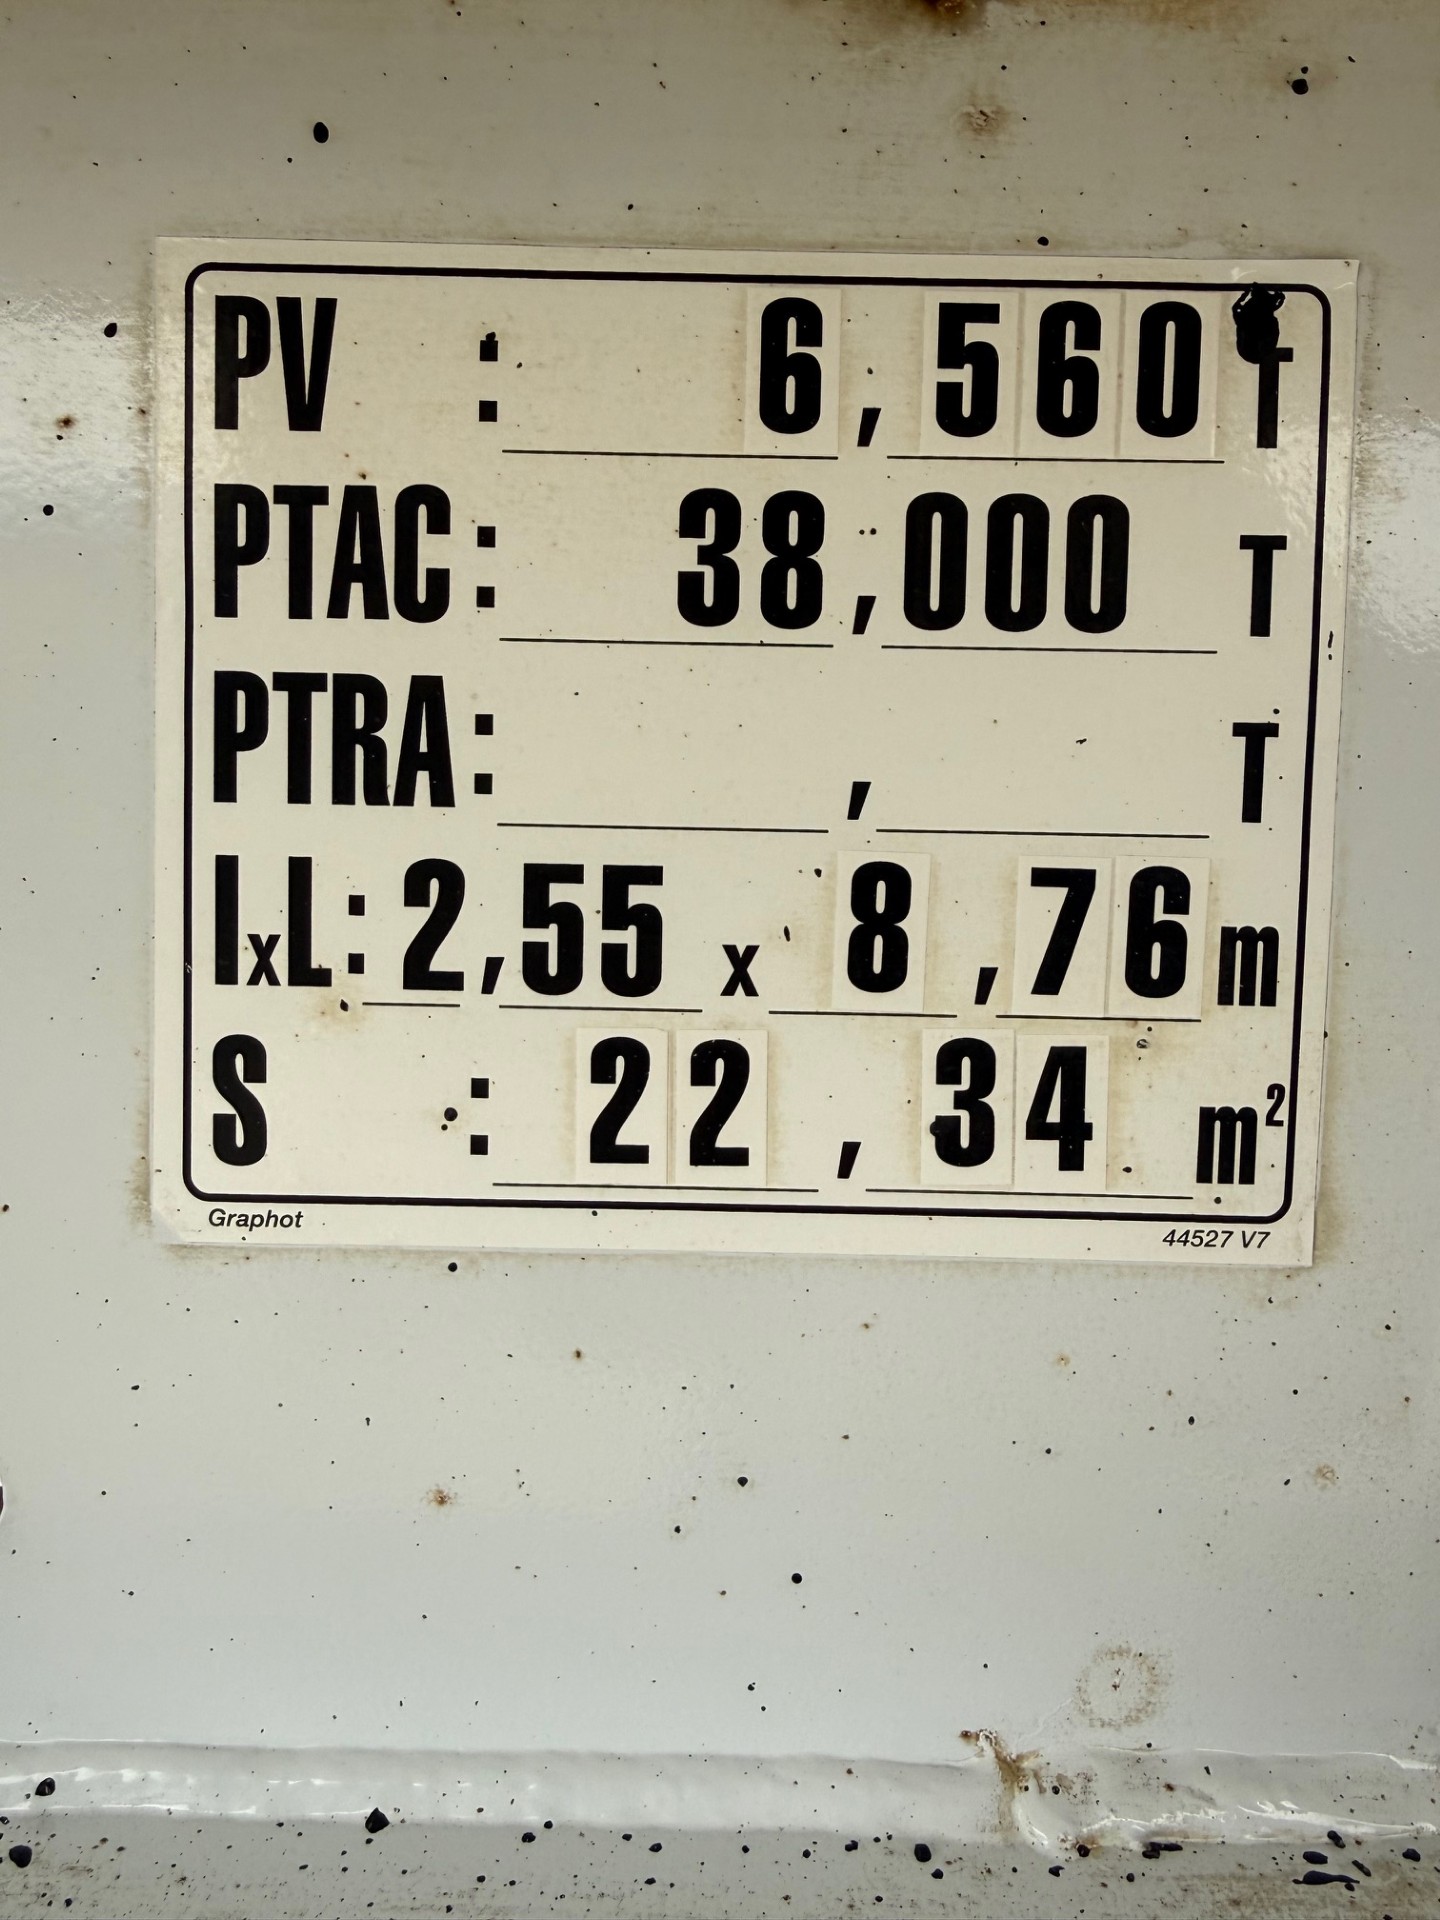 PV : 6,560 T
PTAC : 38,000 T
PTRA : , T
lxL : 2,55 x 8,76 m
S : 22,34 m²
Graphot 44527 V7